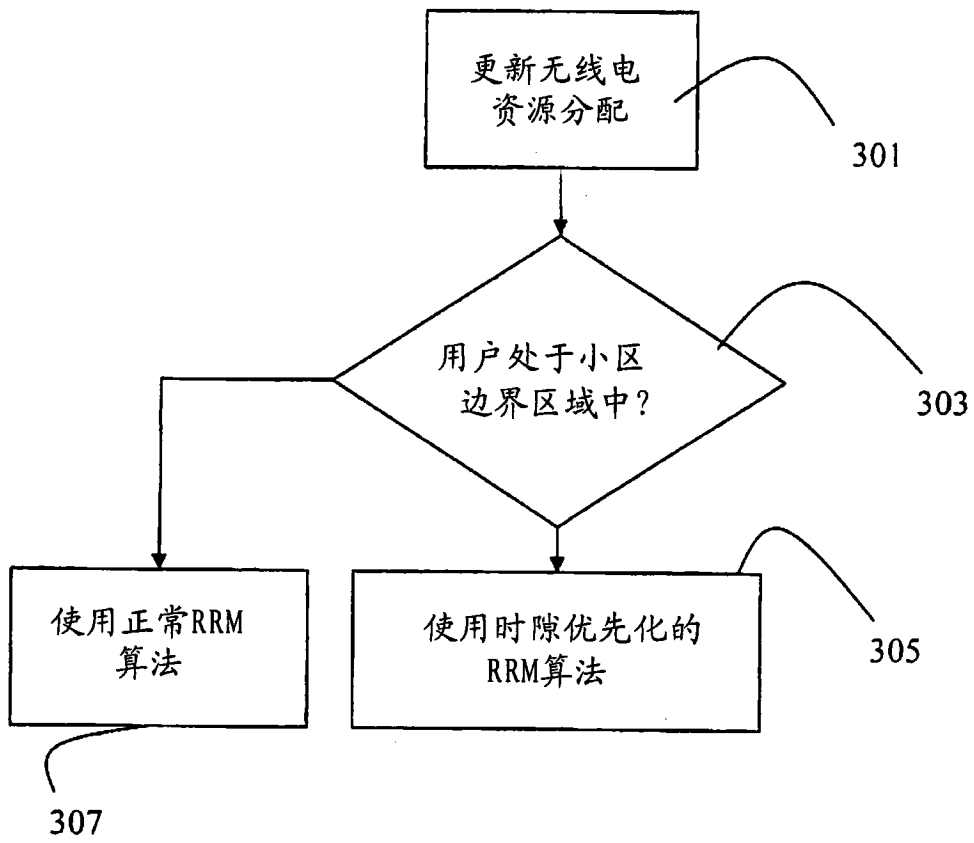 更新无线电
资源分配
301
用户处于小区
边界区域中?
303
使用正常RRM
算法
使用时隙优先化的
RRM算法
305
307